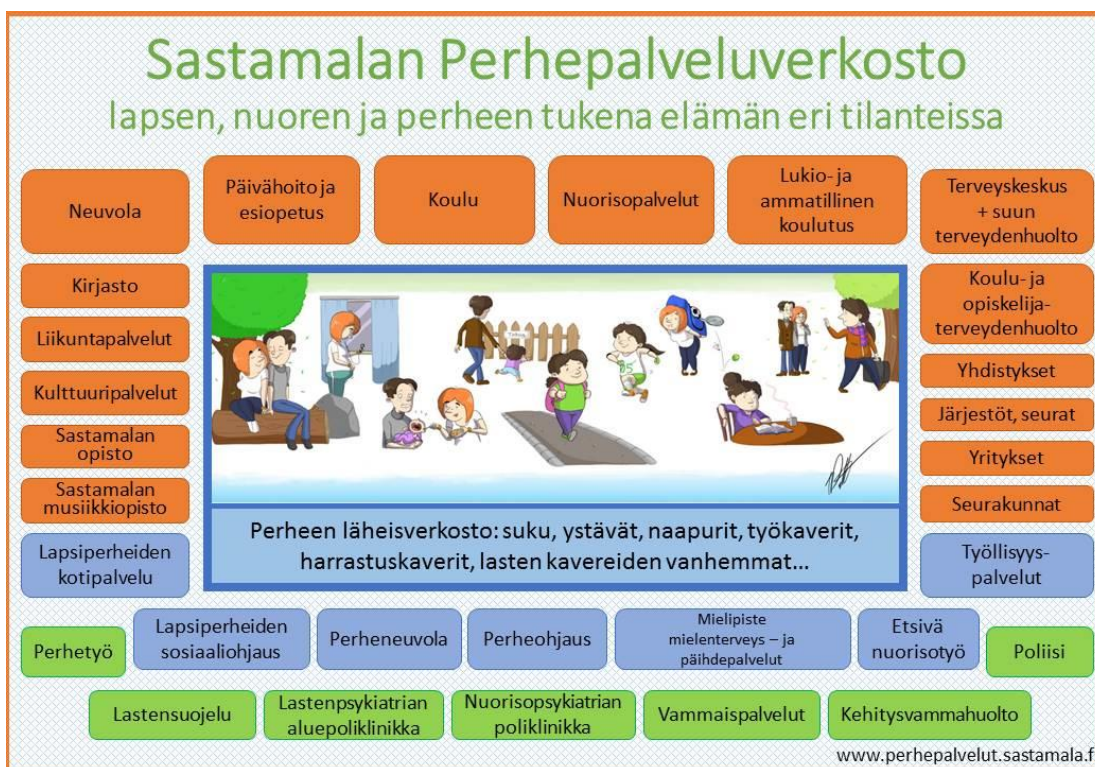 Sastamalan Perhepalveluverkosto
lapsen, nuoren ja perheen tukena elämän eri tilanteissa
Neuvola
Päivähoito ja
esiopetus
Koulu
Nuorisopalvelut
Lukio- ja
ammatillinen
koulutus
Terveyskeskus
+ suun
terveydenhuolto
Kirjasto
Liikuntapalvelut
Kulttuuripalvelut
Sastamalan
opisto
Sastamalan
musiikkiopisto
Lapsiperheiden
kotipalvelu
Koulu- ja
opiskelija-
terveydenhuolto
Yhdistykset
Järjestöt, seurat
Yritykset
Seurakunnat
Työllisyys-
palvelut
Perheen läheisverkosto: suku, ystävät, naapurit, työkaverit,
harrastuskaverit, lasten kavereiden vanhemmat...
Perhetyö
Lapsiperheiden
sosiaaliohjaus
Perheneuvola
Perheohjaus
Mielipiste
mielenterveys – ja
päihdepalvelut
Etsivä
nuorisotyö
Poliisi
Lastensuojelu
Lastenpsykiatrian
aluepoliklinikka
Nuorisopsykiatrian
poliklinikka
Vammaispalvelut
Kehitysvammahuolto
www.perhepalvelut.sastamala.f